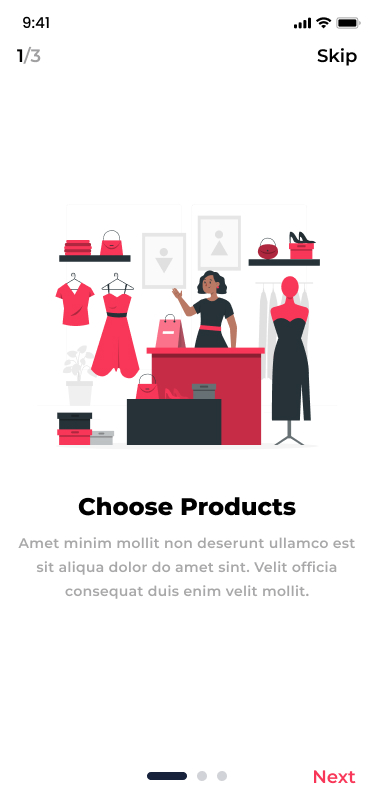 9:41
1/3
Skip
Choose Products
Amet minim mollit non deserunt ullamco est
sit aliqua dolor do amet sint. Velit officia
consequat duis enim velit mollit.
Next